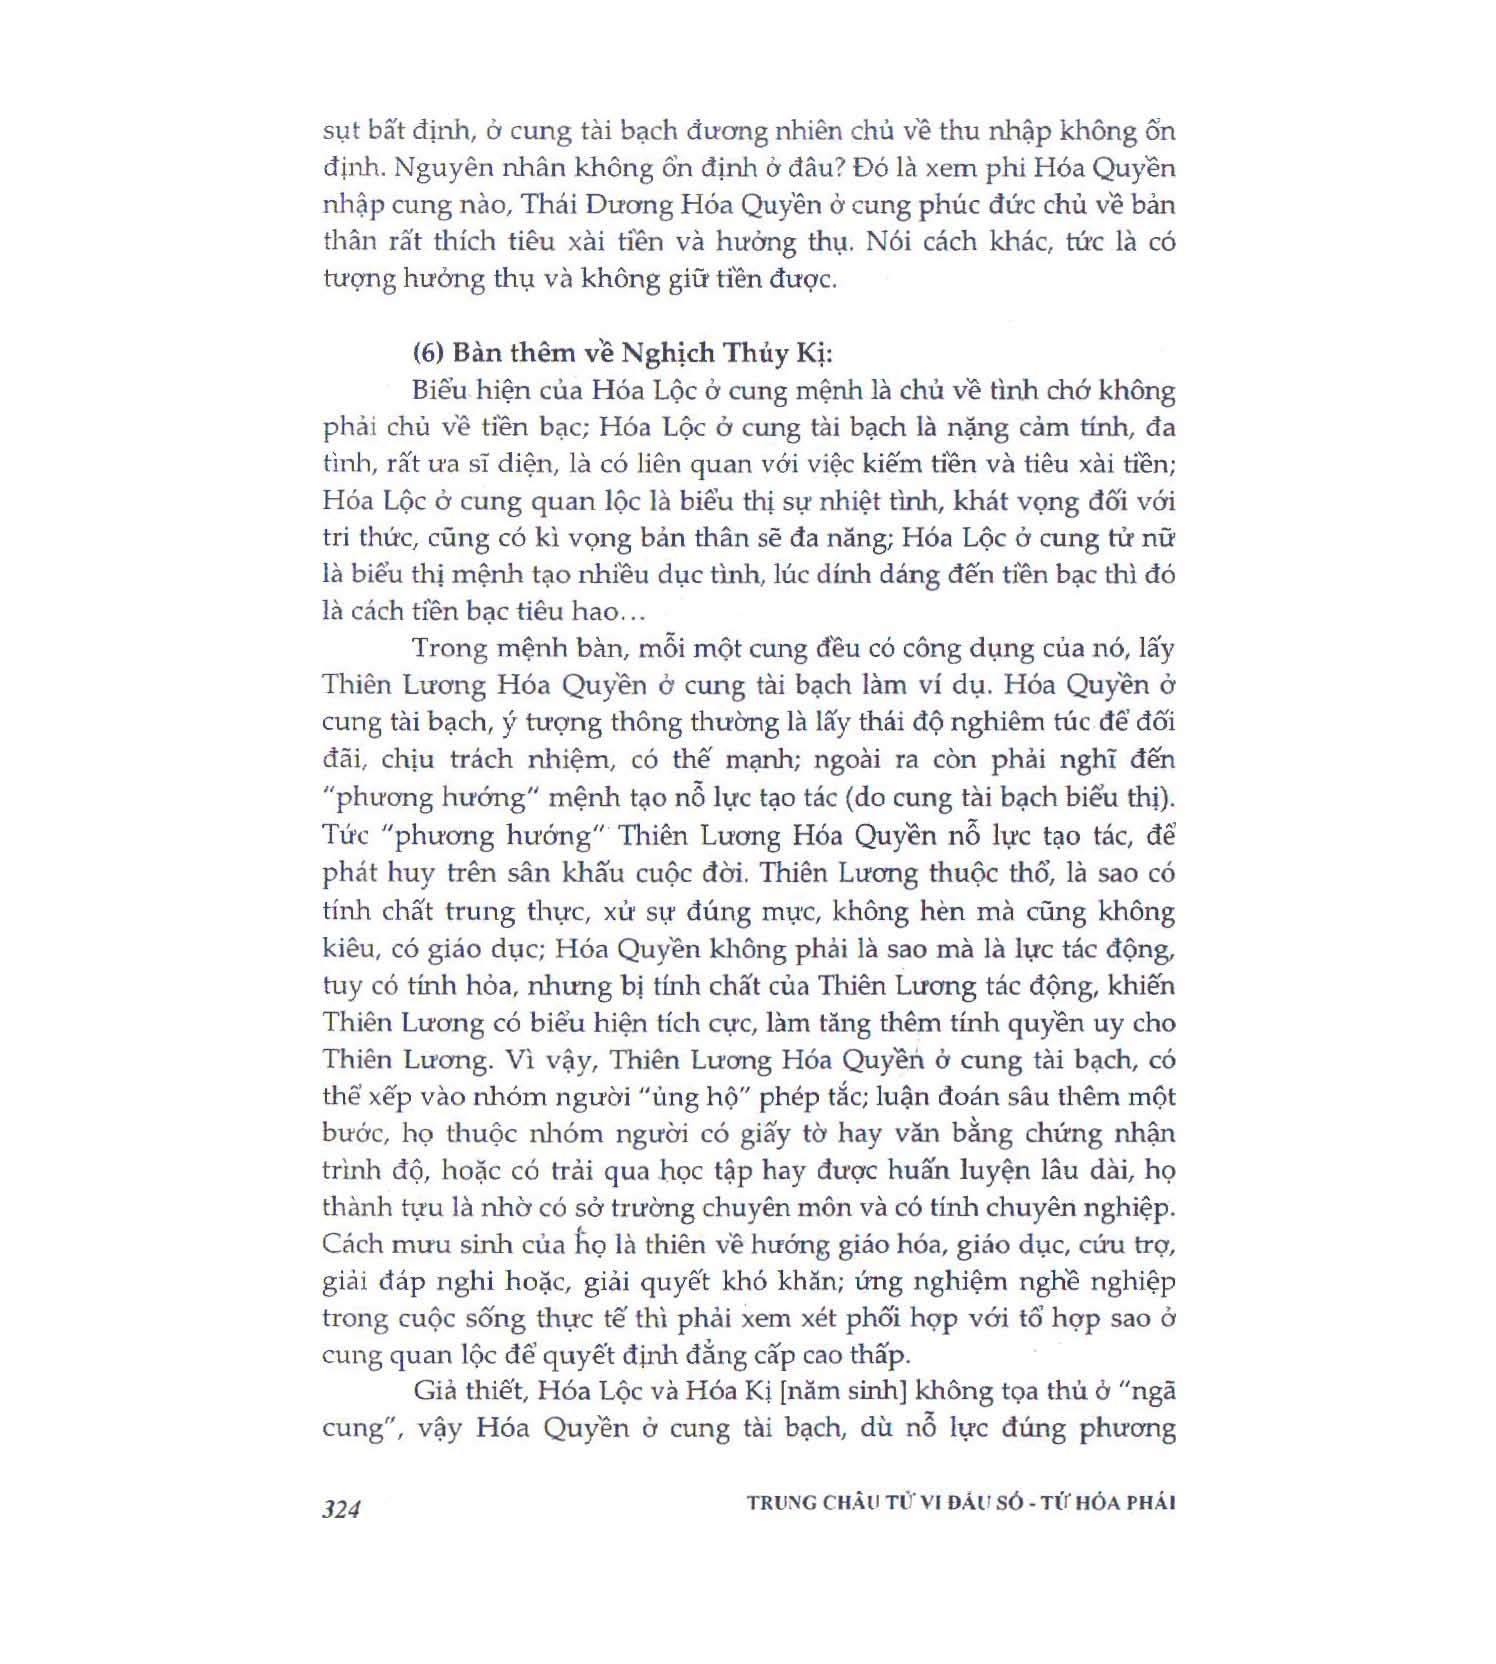 sụt bất định, ở cung tài bạch đương nhiên chủ về thu nhập không ổn
định. Nguyên nhân không ổn định ở đâu? Đó là xem phi Hóa Quyền
nhập cung nào, Thái Dương Hóa Quyền ở cung phúc đức chủ về bản
thân rất thích tiêu xài tiền và hưởng thụ. Nói cách khác, tức là có
tượng hưởng thụ và không giữ tiền được.
(6) Bàn thêm về Nghịch Thủy Kị:
Biểu hiện của Hóa Lộc ở cung mệnh là chủ về tình chớ không
phải chủ về tiền bạc; Hóa Lộc ở cung tài bạch là nặng cảm tính, đa
tình, rất ưa sĩ diện, là có liên quan với việc kiếm tiền và tiêu xài tiền;
Hóa Lộc ở cung quan lộc là biểu thị sự nhiệt tình, khát vọng đối với
tri thức, cũng có kì vọng bản thân sẽ đa năng; Hóa Lộc ở cung tử nữ
là biểu thị mệnh tạo nhiều dục tình, lúc dính dáng đến tiền bạc thì đó
là cách tiền bạc tiêu hao...
Trong mệnh bàn, mỗi một cung đều có công dụng của nó, lấy
Thiên Lương Hóa Quyền ở cung tài bạch làm ví dụ. Hóa Quyền ở
cung tài bạch, ý tượng thông thường là lấy thái độ nghiêm túc để đối
đãi, chịu trách nhiệm, có thế mạnh; ngoài ra còn phải nghĩ đến
"phương hướng" mệnh tạo nỗ lực tạo tác (do cung tài bạch biểu thị).
Tức "phương hướng" Thiên Lương Hóa Quyền nỗ lực tạo tác, để
phát huy trên sân khấu cuộc đời. Thiên Lương thuộc thổ, là sao có
tính chất trung thực, xử sự đúng mực, không hèn mà cũng không
kiêu, có giáo dục; Hóa Quyền không phải là sao mà là lực tác động,
tuy có tính hỏa, nhưng bị tính chất của Thiên Lương tác động, khiến
Thiên Lương có biểu hiện tích cực, làm tăng thêm tính quyền uy cho
Thiên Lương. Vì vậy, Thiên Lương Hóa Quyền ở cung tài bạch, có
thể xếp vào nhóm người "ủng hộ" phép tắc; luận đoán sâu thêm một
bước, họ thuộc nhóm người có giấy tờ hay văn bằng chứng nhận
trình độ, hoặc có trải qua học tập hay được huấn luyện lâu dài, họ
thành tựu là nhờ có sở trường chuyên môn và có tính chuyên nghiệp.
Cách mưu sinh của họ là thiên về hướng giáo hóa, giáo dục, cứu trợ,
giải đáp nghi hoặc, giải quyết khó khăn; ứng nghiệm nghề nghiệp
trong cuộc sống thực tế thì phải xem xét phối hợp với tổ hợp sao ở
cung quan lộc để quyết định đẳng cấp cao thấp.
Giả thiết, Hóa Lộc và Hóa Kị [năm sinh] không tọa thủ ở "ngã
cung", vậy Hóa Quyền ở cung tài bạch, dù nỗ lực đúng phương
324
TRUNG CHÂU TỬ VI ĐẨU SỐ - TỨ HÓA PHÁI